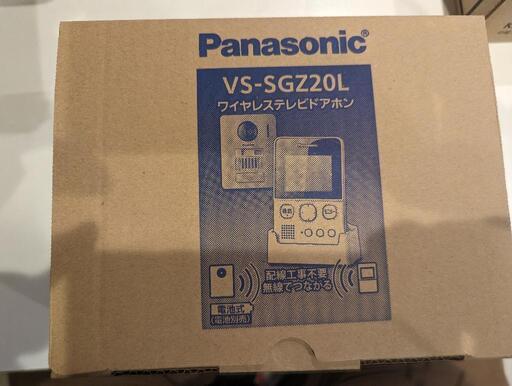 Panasonic®
VS-SGZ20L
ワイヤレステレビドアホン
配線工事不要
無線でつながる
電池式
(電池別売)